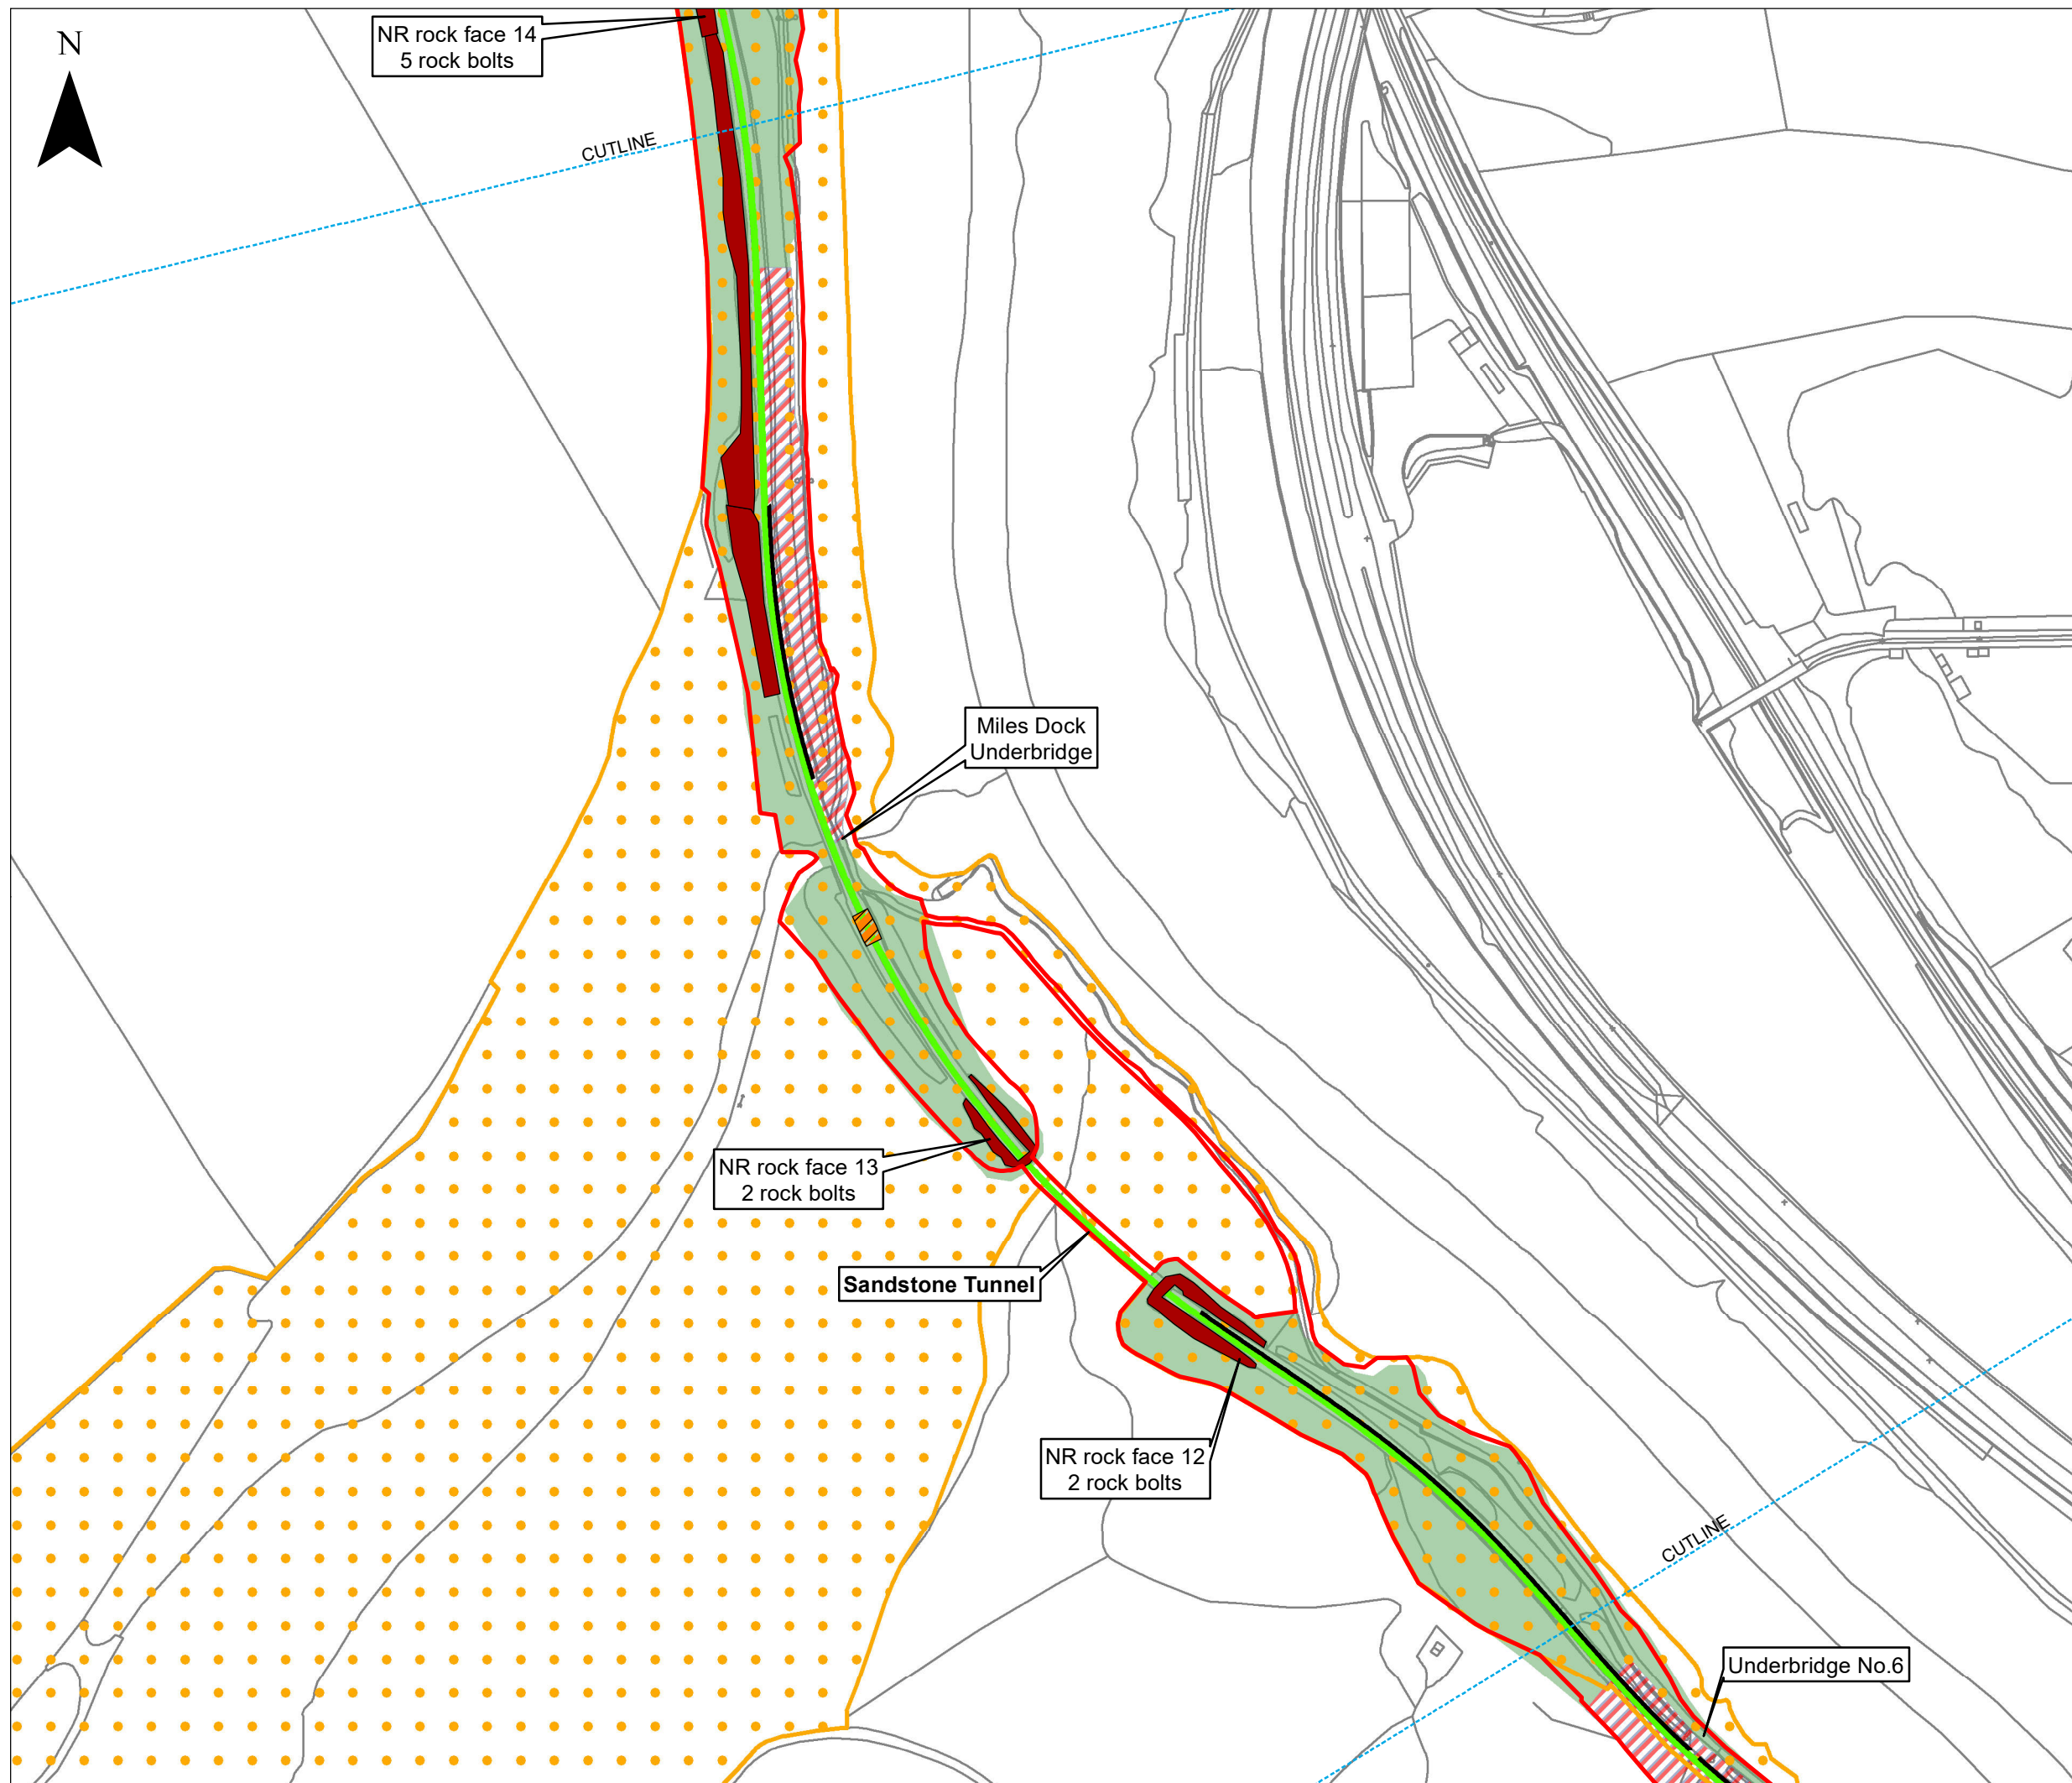 N
NR rock face 14
5 rock bolts
CUTLINE
Miles Dock
Underbridge
NR rock face 13
2 rock bolts
Sandstone Tunnel
NR rock face 12
2 rock bolts
CUTLINE
Underbridge No.6